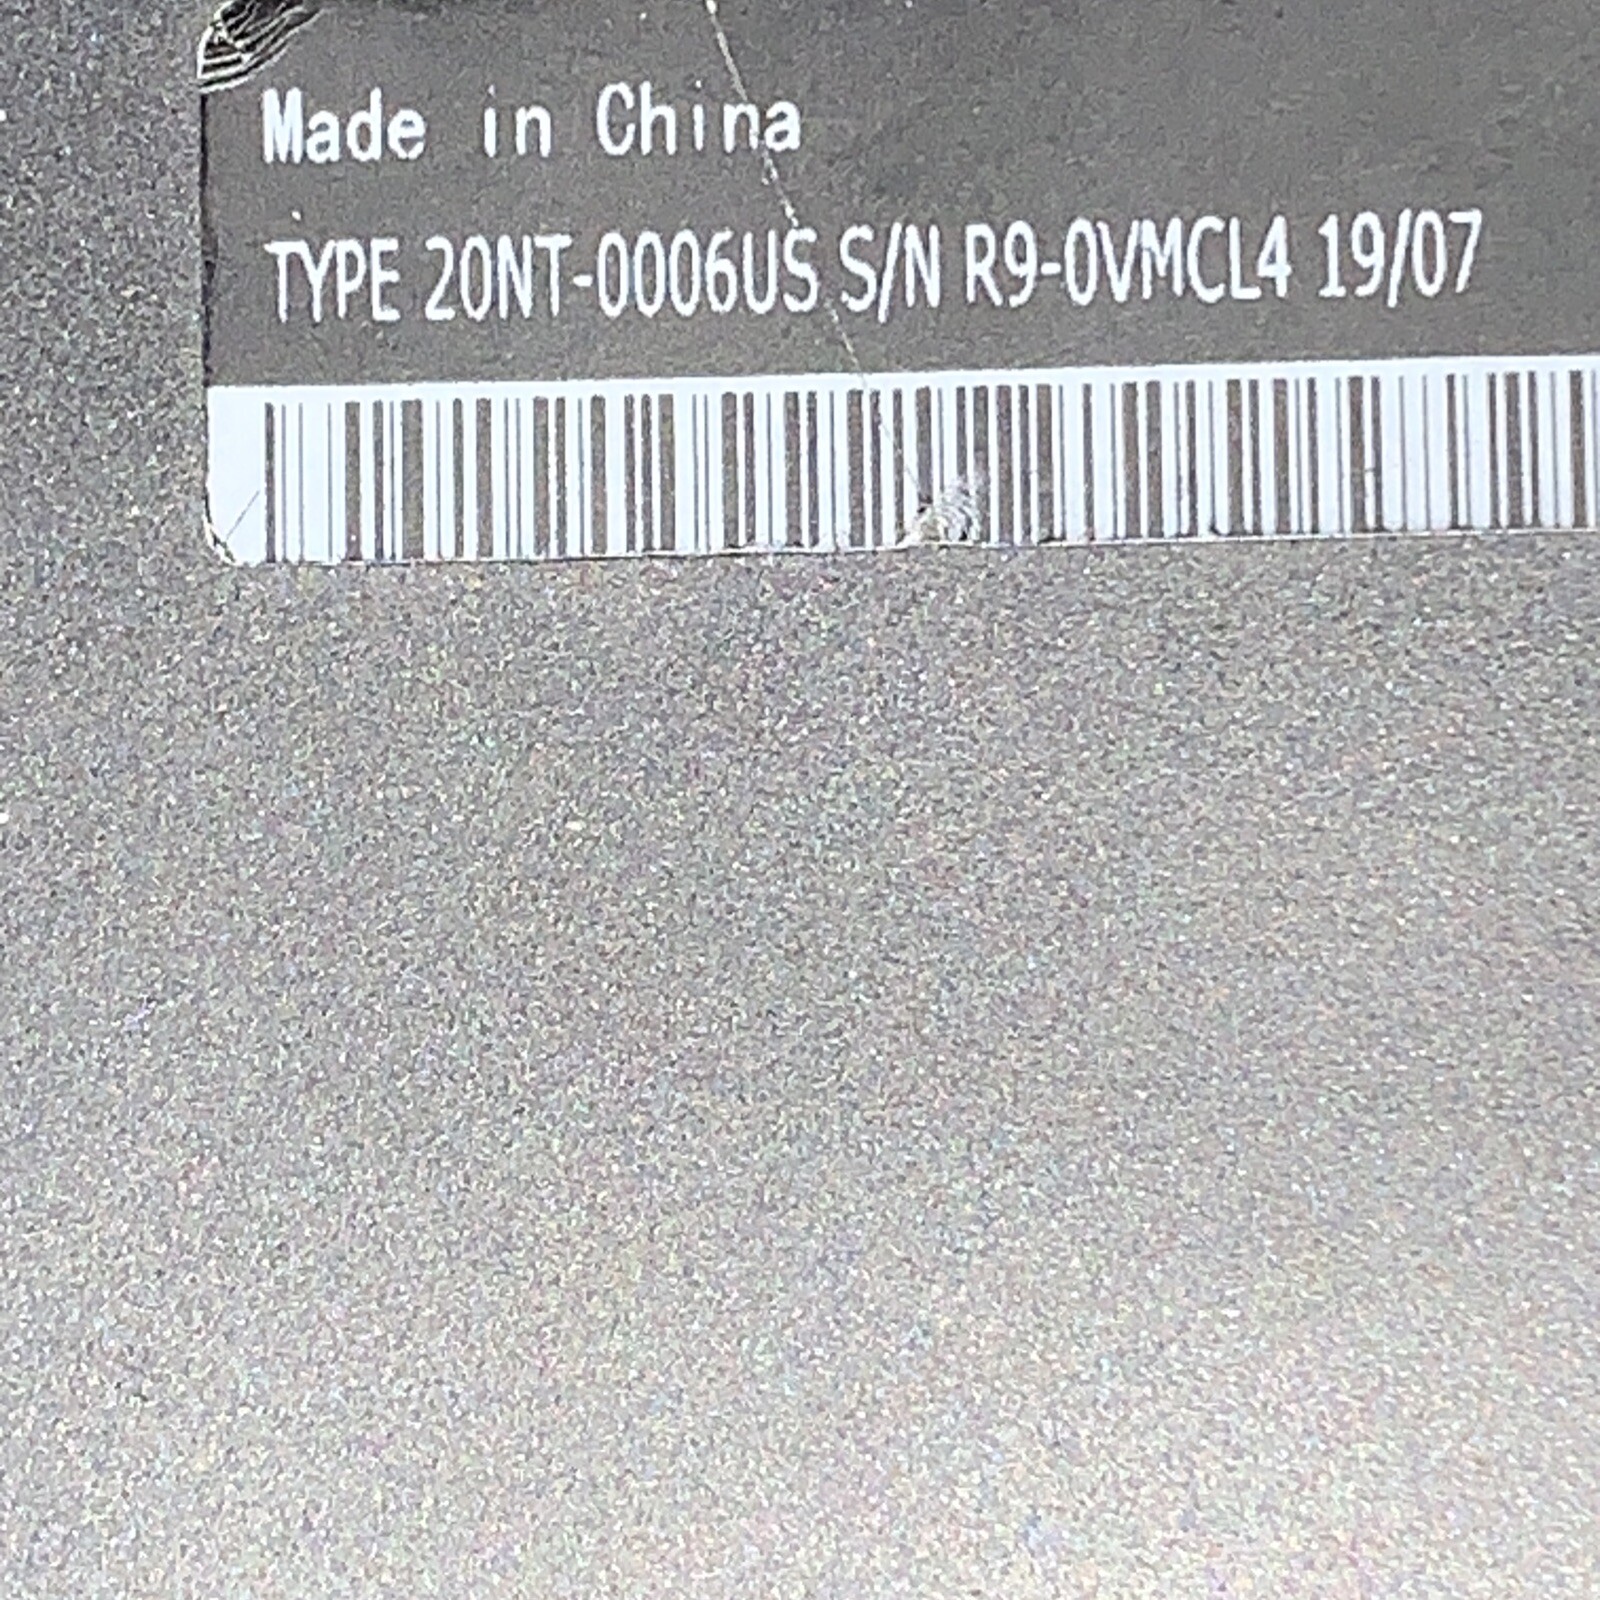 Made in China
TYPE 20NT-0006US S/N R9-0VMCL4 19/07